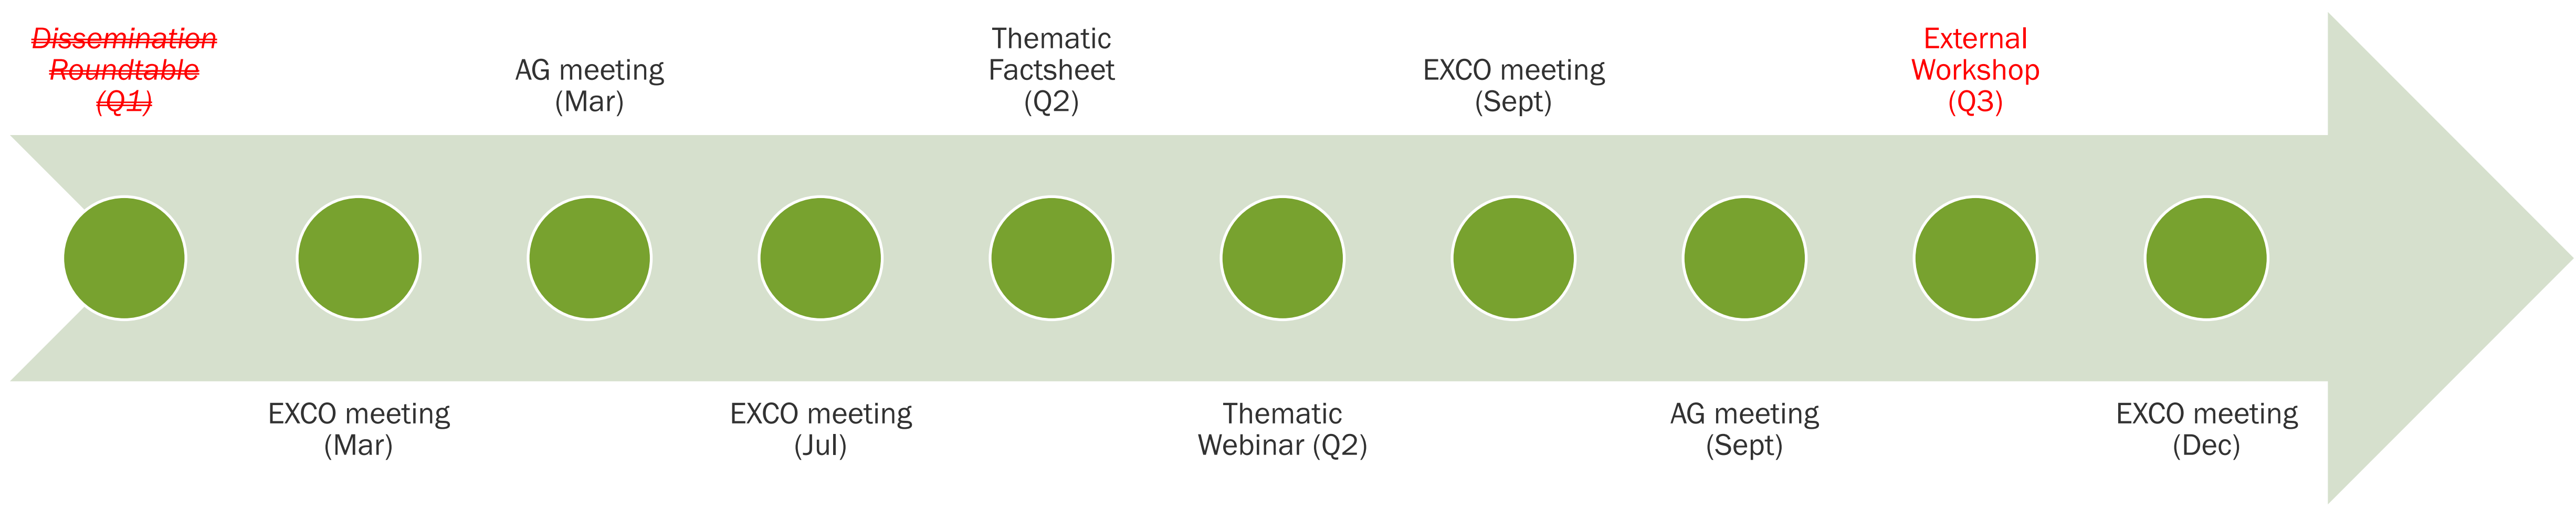 Dissemination
Roundtable
(Q1)
EXCO meeting
(Mar)
AG meeting
(Mar)
EXCO meeting
(Jul)
Thematic
Factsheet
(Q2)
Thematic
Webinar (Q2)
EXCO meeting
(Sept)
AG meeting
(Sept)
External
Workshop
(Q3)
EXCO meeting
(Dec)